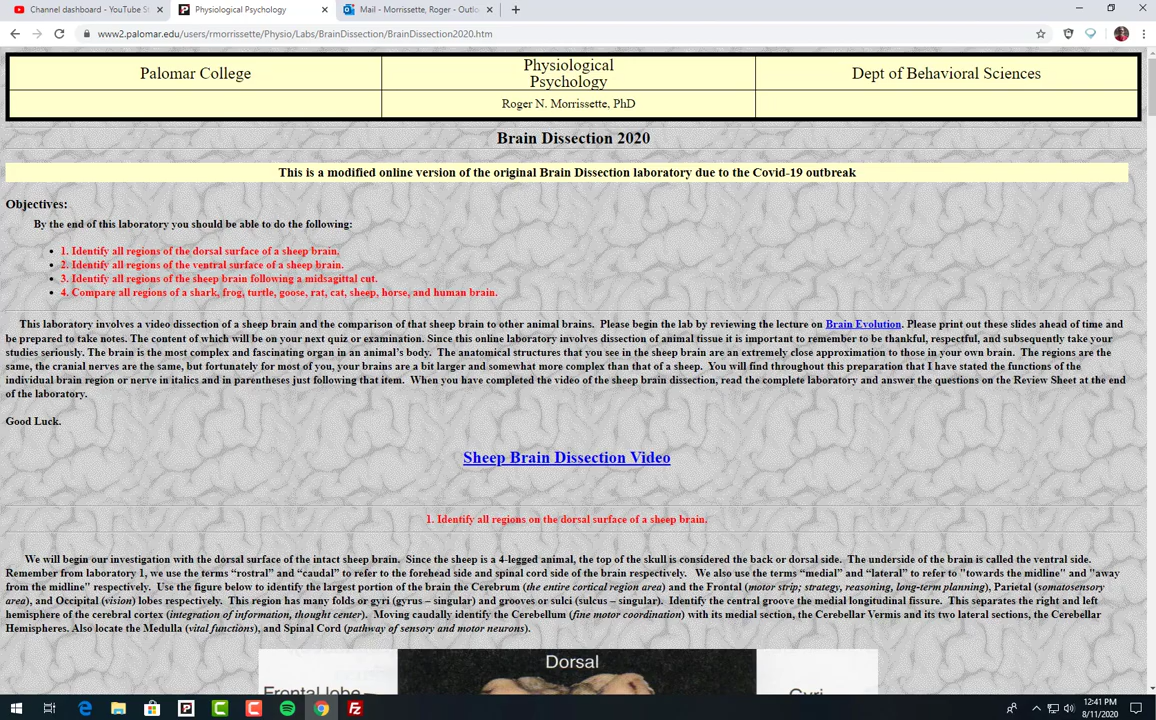 Channel dashboard - YouTube St
Physiological Psychology
Mail - Morrissette, Roger - Outlo
www2.palomar.edu/users/rmorrissette/Physio/Labs/BrainDissection/BrainDissection2020.htm
Palomar College
Physiological
Psychology
Dept of Behavioral Sciences
Roger N. Morrissette, PhD
Brain Dissection 2020
This is a modified online version of the original Brain Dissection laboratory due to the Covid-19 outbreak
Objectives:
By the end of this laboratory you should be able to do the following:
1. Identify all regions of the dorsal surface of a sheep brain.
2. Identify all regions of the ventral surface of a sheep brain.
3. Identify all regions of the sheep brain following a midsagittal cut.
4. Compare all regions of a shark, frog, turtle, goose, rat, cat, sheep, horse, and human brain.
This laboratory involves a video dissection of a sheep brain and the comparison of that sheep brain to other animal brains. Please begin the lab by reviewing the lecture on Brain Evolution. Please print out these slides ahead of time and
be prepared to take notes. The content of which will be on your next quiz or examination. Since this online laboratory involves dissection of animal tissue it is important to remember to be thankful, respectful, and subsequently take your
studies seriously. The brain is the most complex and fascinating organ in an animal's body. The anatomical structures that you see in the sheep brain are an extremely close approximation to those in your own brain. The regions are the
same, the cranial nerves are the same, but fortunately for most of you, your brains are a bit larger and somewhat more complex than that of a sheep. You will find throughout this preparation that I have stated the functions of the
individual brain region or nerve in italics and in parentheses just following that item. When you have completed the video of the sheep brain dissection, read the complete laboratory and answer the questions on the Review Sheet at the end
of the laboratory.
Good Luck.
Sheep Brain Dissection Video
1. Identify all regions on the dorsal surface of a sheep brain.
We will begin our investigation with the dorsal surface of the intact sheep brain. Since the sheep is a 4-legged animal, the top of the skull is considered the back or dorsal side. The underside of the brain is called the ventral side.
Remember from laboratory 1, we use the terms “rostral” and “caudal” to refer to the forehead side and spinal cord side of the brain respectively. We also use the terms “medial” and “lateral” to refer to "towards the midline" and "away
from the midline" respectively. Use the figure below to identify the largest portion of the brain the Cerebrum (the entire cortical region area) and the Frontal (motor strip; strategy, reasoning, long-term planning), Parietal (somatosensory
area), and Occipital (vision) lobes respectively. This region has many folds or gyri (gyrus – singular) and grooves or sulci (sulcus – singular). Identify the central groove the medial longitudinal fissure. This separates the right and left
hemisphere of the cerebral cortex (integration of information, thought center). Moving caudally identify the Cerebellum (fine motor coordination) with its medial section, the Cerebellar Vermis and its two lateral sections, the Cerebellar
Hemispheres. Also locate the Medulla (vital functions), and Spinal Cord (pathway of sensory and motor neurons).
Dorsal
Frontal lobe
Gyri
12:41 PM
8/11/2020